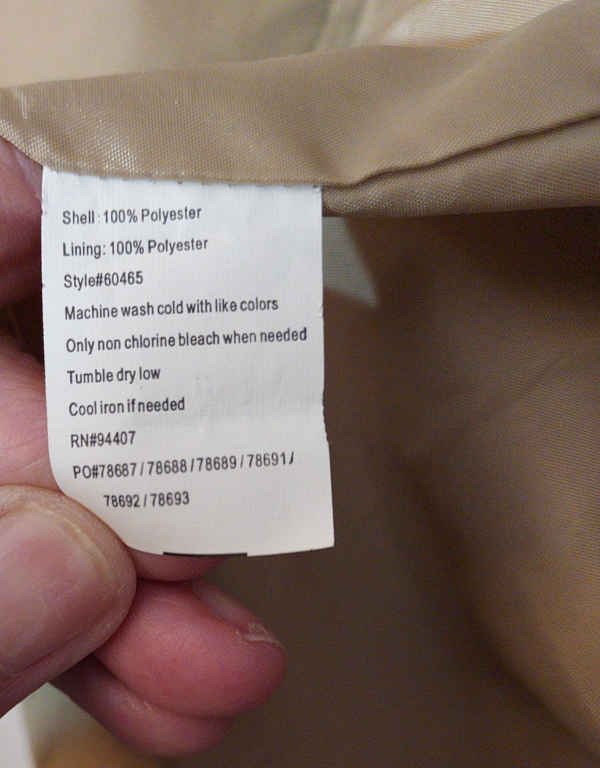 Shell : 100% Polyester
Lining: 100% Polyester
Style#60465
Machine wash cold with like colors
Only non chlorine bleach when needed
Tumble dry low
Cool iron if needed
RN#94407
PO#78687 / 78688 / 78689 / 78691 /
78692 / 78693